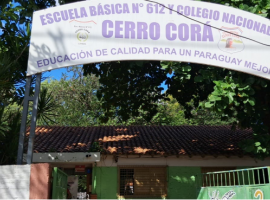 ESCUELA BÁSICA N° 612 Y COLEGIO NACIONAL
CERRO CORÁ
EDUCACIÓN DE CALIDAD PARA UN PARAGUAY MEJOR